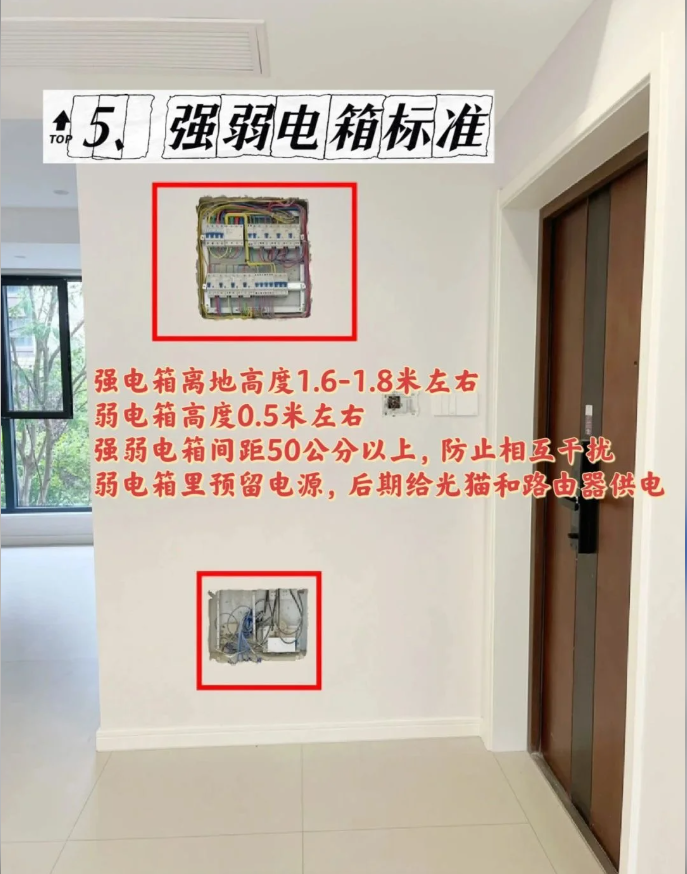 TOP 5、强弱电箱标准
强电箱离地高度1.6-1.8米左右
弱电箱高度0.5米左右
强弱电箱间距50公分以上，防止相互干扰
弱电箱里预留电源，后期给光猫和路由器供电